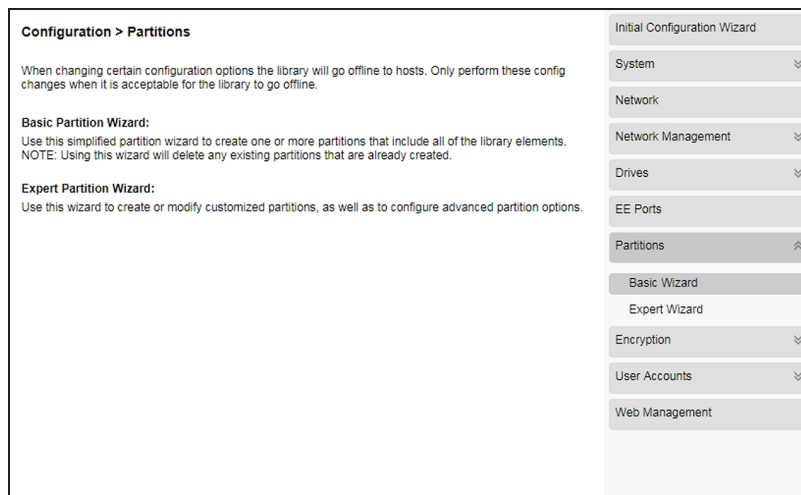 Configuration > Partitions
When changing certain configuration options the library will go offline to hosts. Only perform these config
changes when it is acceptable for the library to go offline.
Basic Partition Wizard:
Use this simplified partition wizard to create one or more partitions that include all of the library elements.
NOTE: Using this wizard will delete any existing partitions that are already created.
Expert Partition Wizard:
Use this wizard to create or modify customized partitions, as well as to configure advanced partition options.
Initial Configuration Wizard
System
Network
Network Management
Drives
EE Ports
Partitions
Basic Wizard
Expert Wizard
Encryption
User Accounts
Web Management